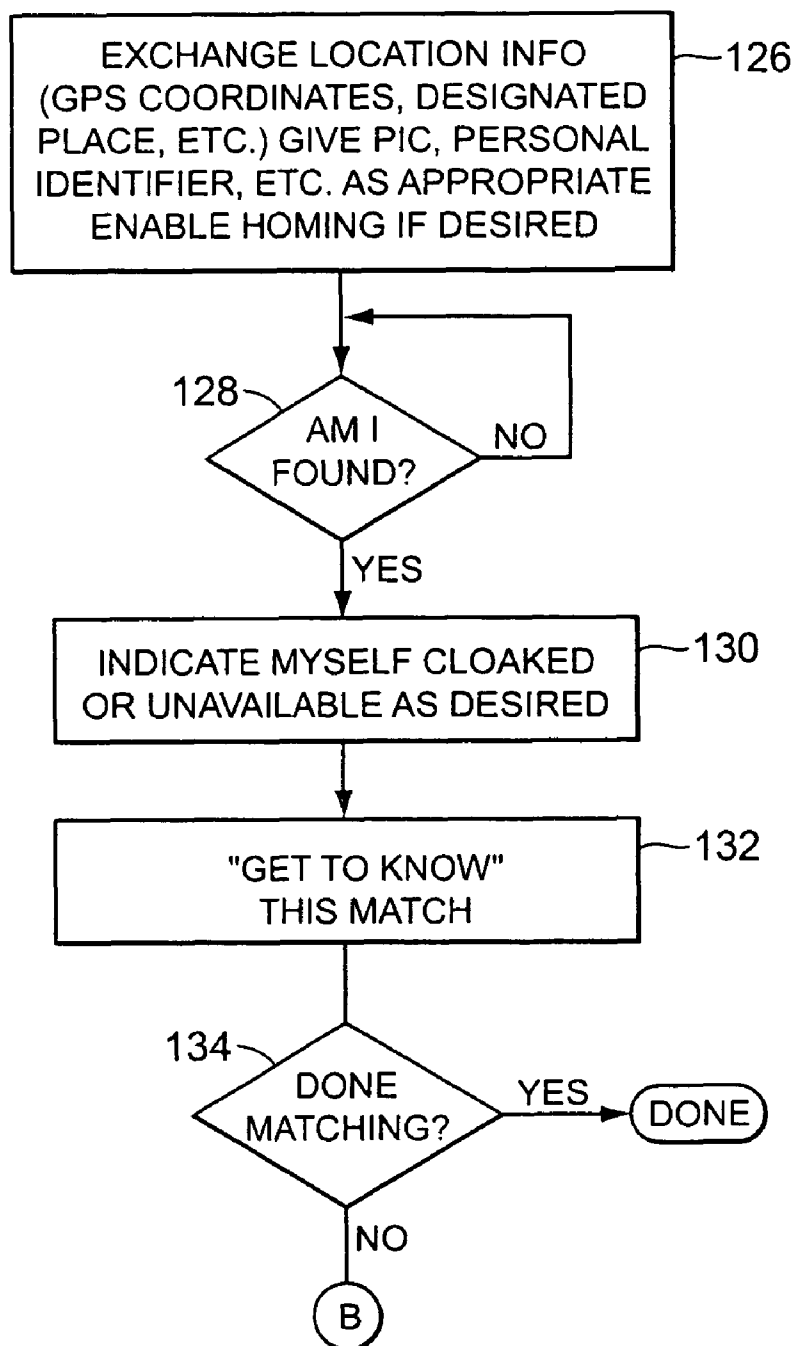 EXCHANGE LOCATION INFO
(GPS COORDINATES, DESIGNATED
PLACE, ETC.) GIVE PIC, PERSONAL
IDENTIFIER, ETC. AS APPROPRIATE
ENABLE HOMING IF DESIRED
126
128
AM I
FOUND?
NO
YES
INDICATE MYSELF CLOAKED
OR UNAVAILABLE AS DESIRED
130
"GET TO KNOW"
THIS MATCH
132
134
DONE
MATCHING?
YES
DONE
NO
B